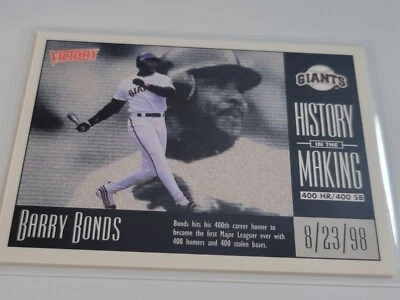 VICTORY
GIANTS
HISTORY
IN THE
MAKING
400 HR/400 SB
8/23/98
BARRY BONDS
Bonds hits his 400th career homer to
become the first Major Leaguer ever with
400 homers and 400 stolen bases.